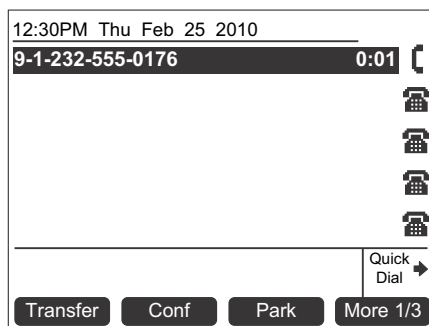 12:30PM Thu Feb 25 2010
9-1-232-555-0176 0:01
Quick
Dial
Transfer Conf Park More 1/3